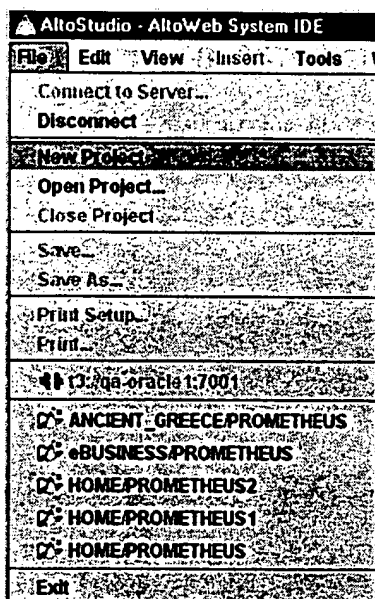 AltoStudio - AltoWeb System IDE
File Edit View Insert Tools
Connect to Server...
Disconnect
New Project...
Open Project...
Close Project
Save...
Save As...
Print Setup...
Print...
t3://qa-oracle1:7001
ANCIENT_GREECE/PROMETHEUS
eBUSINESS/PROMETHEUS
HOME/PROMETHEUS2
HOME/PROMETHEUS1
HOME/PROMETHEUS
Exit